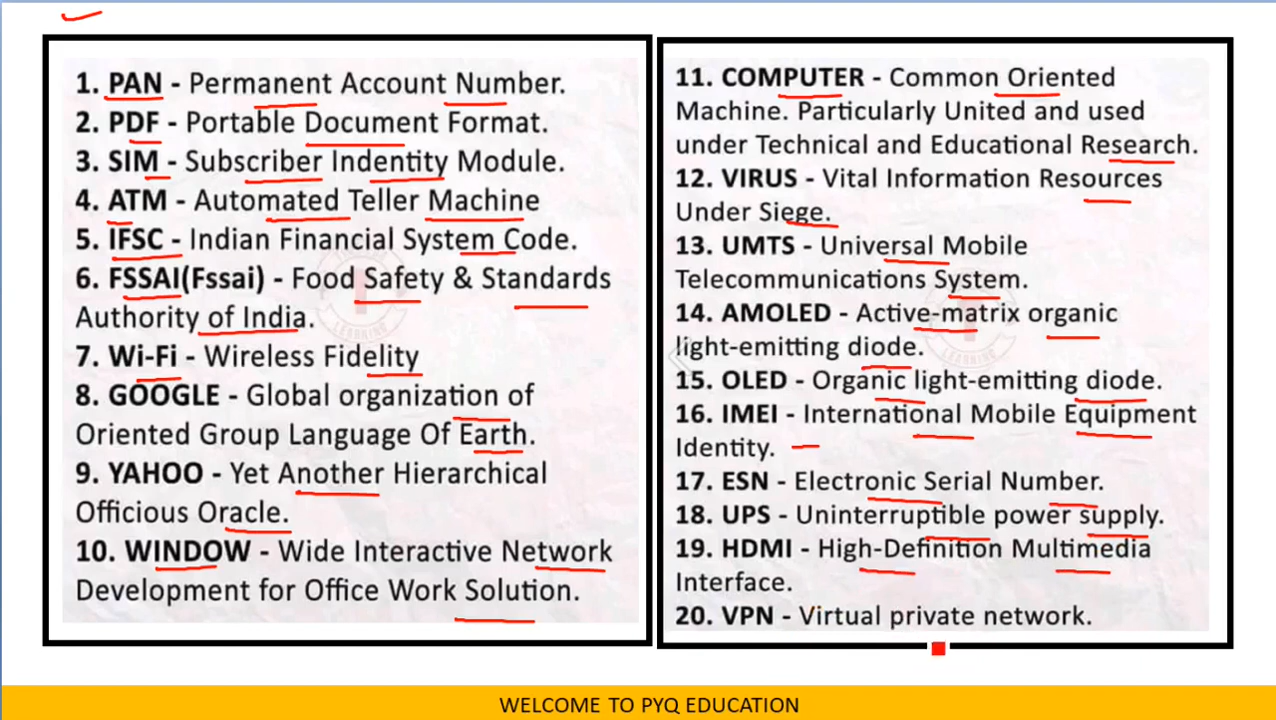 1. PAN - Permanent Account Number.
2. PDF - Portable Document Format.
3. SIM - Subscriber Indentity Module.
4. ATM - Automated Teller Machine
5. IFSC - Indian Financial System Code.
6. FSSAI(Fssai) - Food Safety & Standards
Authority of India.
7. Wi-Fi - Wireless Fidelity
8. GOOGLE - Global organization of
Oriented Group Language Of Earth.
9. YAHOO - Yet Another Hierarchical
Officious Oracle.
10. WINDOW - Wide Interactive Network
Development for Office Work Solution.
11. COMPUTER - Common Oriented
Machine. Particularly United and used
under Technical and Educational Research.
12. VIRUS - Vital Information Resources
Under Siege.
13. UMTS - Universal Mobile
Telecommunications System.
14. AMOLED - Active-matrix organic
light-emitting diode.
15. OLED - Organic light-emitting diode.
16. IMEI - International Mobile Equipment
Identity.
17. ESN - Electronic Serial Number.
18. UPS - Uninterruptible power supply.
19. HDMI - High-Definition Multimedia
Interface.
20. VPN - Virtual private network.
WELCOME TO PYQ EDUCATION